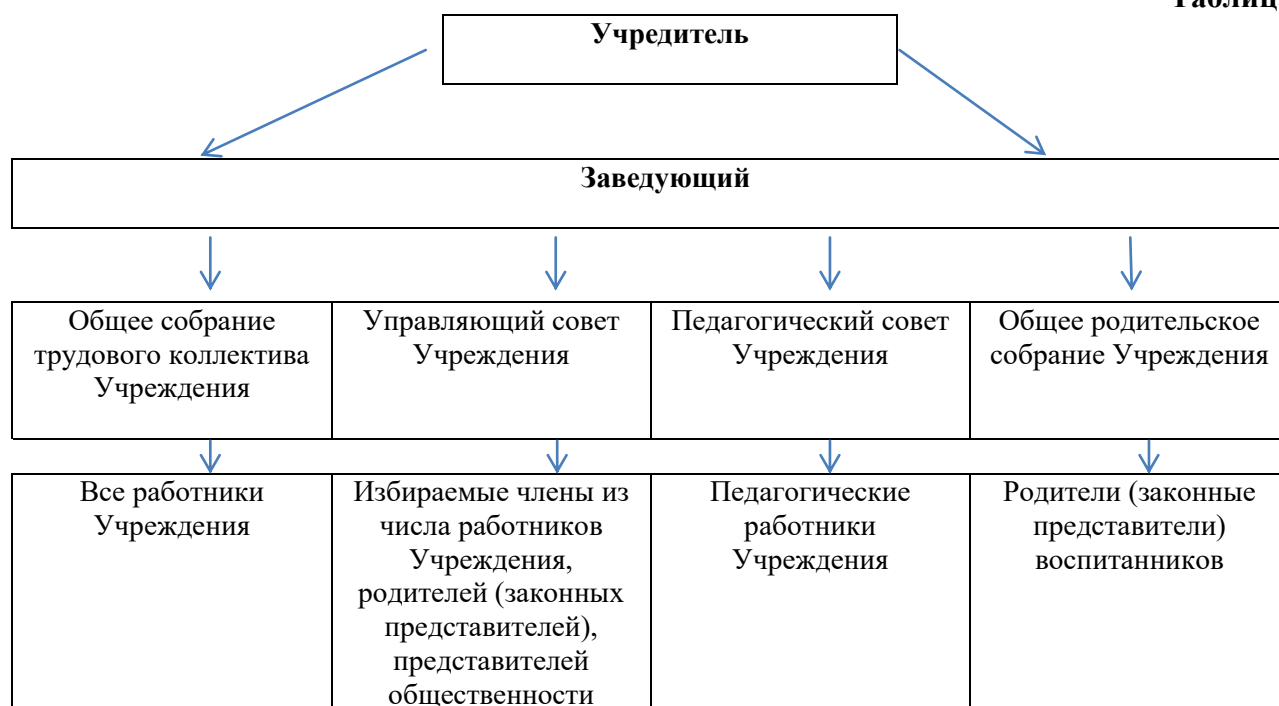 Учредитель
Заведующий
Общее собрание
трудового коллектива
Учреждения
Управляющий совет
Учреждения
Педагогический совет
Учреждения
Общее родительское
собрание Учреждения
Все работники
Учреждения
Избираемые члены из
числа работников
Учреждения,
родителей (законных
представителей),
представителей
общественности
Педагогические
работники
Учреждения
Родители (законные
представители)
воспитанников